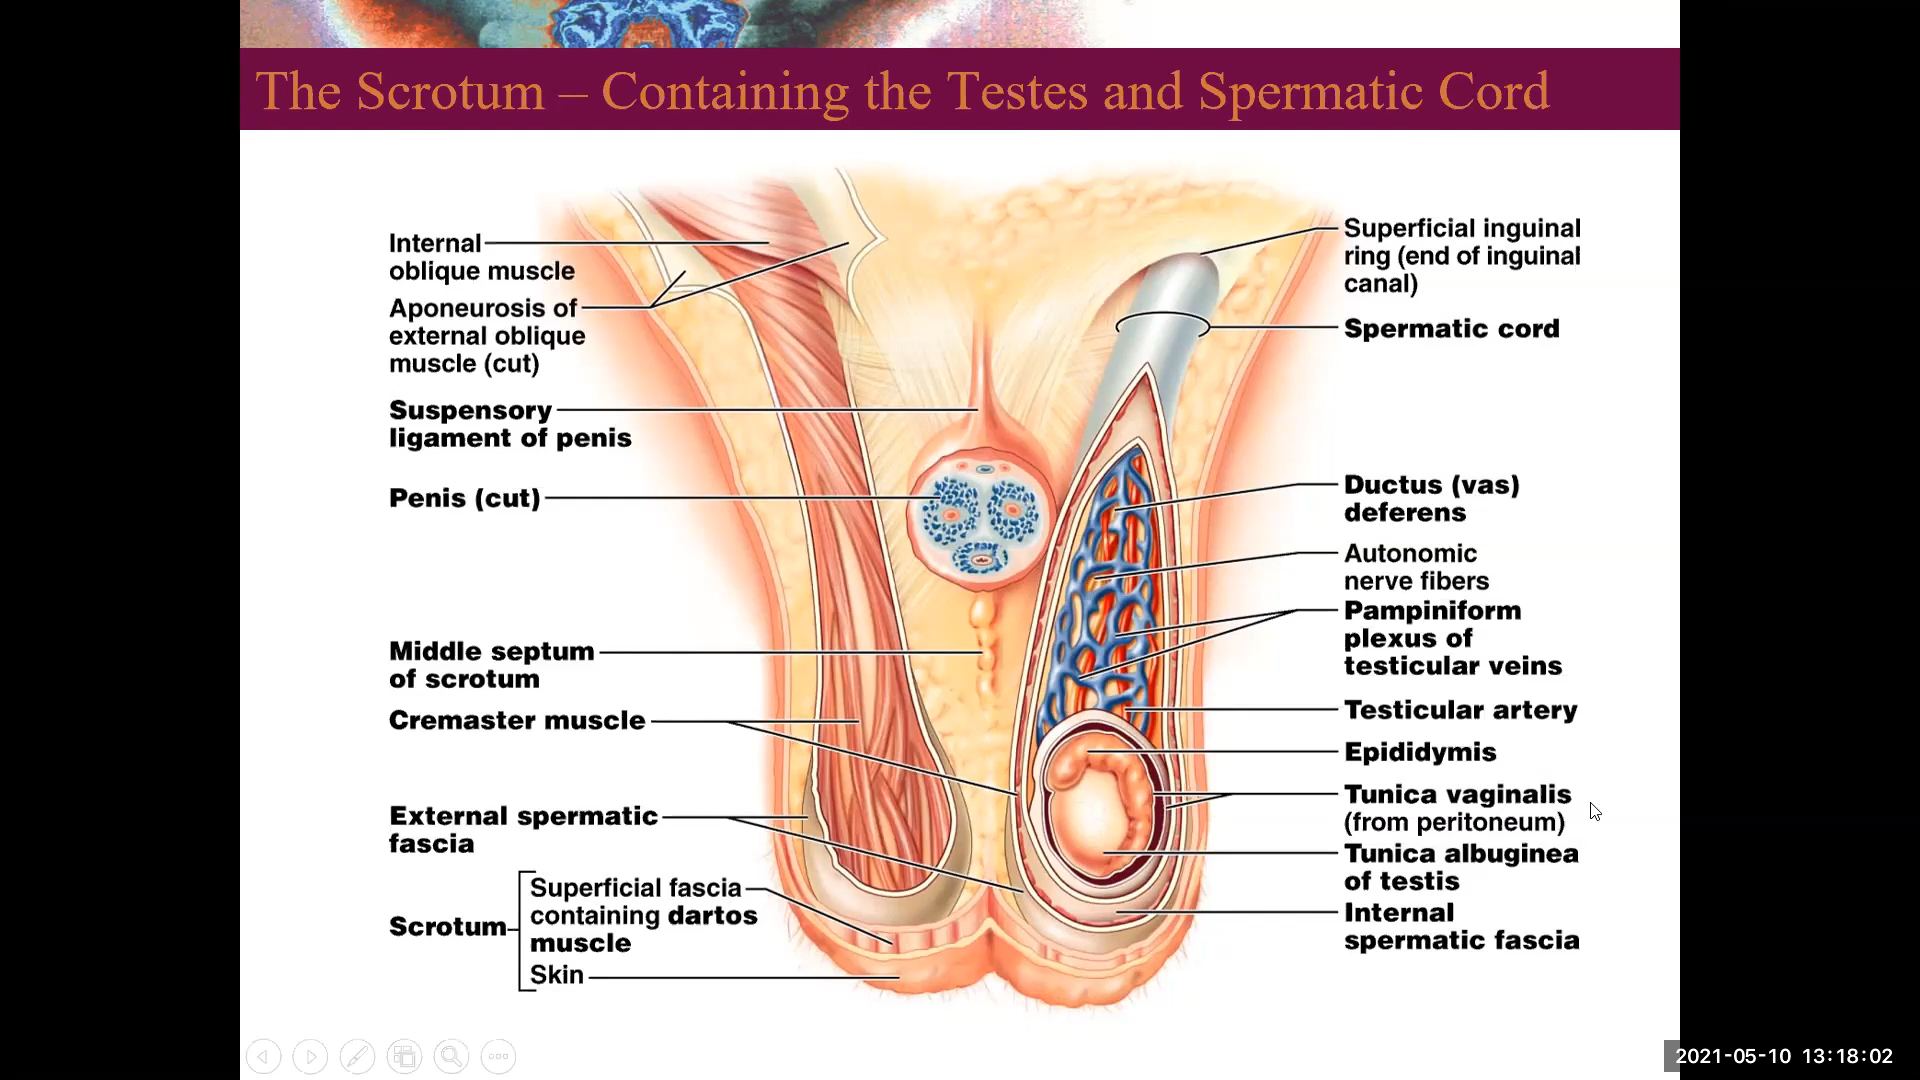 The Scrotum – Containing the Testes and Spermatic Cord
Internal
oblique muscle
Aponeurosis of
external oblique
muscle (cut)
Suspensory
ligament of penis
Penis (cut)
Middle septum
of scrotum
Cremaster muscle
External spermatic
fascia
Scrotum
Superficial fascia
containing dartos
muscle
Skin
Superficial inguinal
ring (end of inguinal
canal)
Spermatic cord
Ductus (vas)
deferens
Autonomic
nerve fibers
Pampiniform
plexus of
testicular veins
Testicular artery
Epididymis
Tunica vaginalis
(from peritoneum)
Tunica albuginea
of testis
Internal
spermatic fascia
2021-05-10 13:18:02